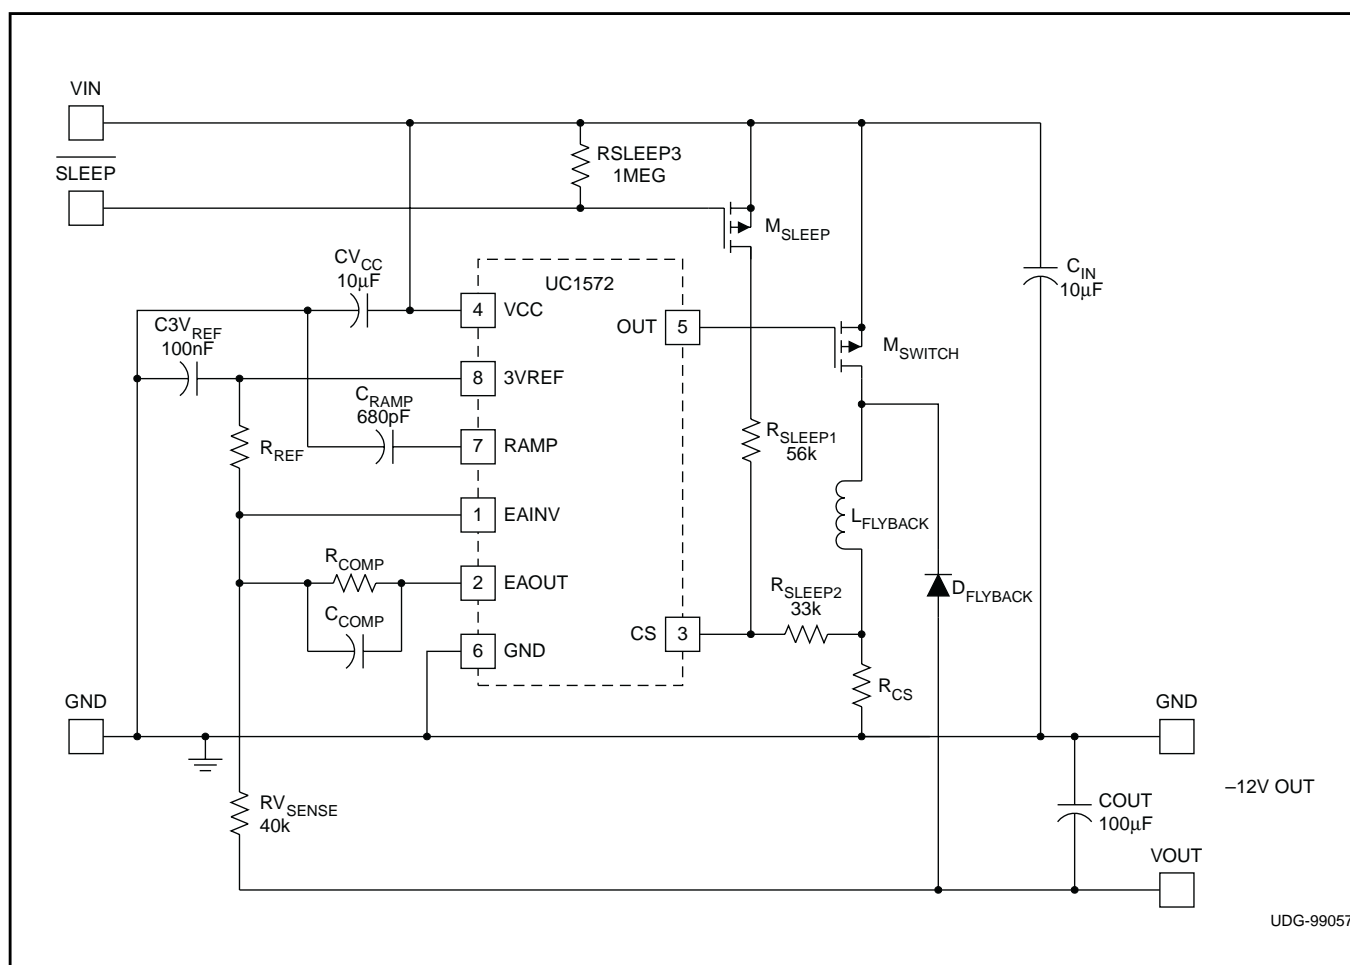 VIN
SLEEP
RSLEEP3
1MEG
MSLEEP
CVCC
10µF
UC1572
CIN
10µF
4 VCC
OUT 5
MSWITCH
C3VREF
100nF
8 3VREF
CRAMP
680pF
RREF
7 RAMP
RSLEEP1
56k
1 EAINV
LFLYBACK
RCOMP
2 EAOUT
RSLEEP2
33k
DFLYBACK
CCOMP
CS 3
6 GND
RCS
GND
GND
–12V OUT
RVSENSE
40k
COUT
100µF
VOUT
UDG-99057